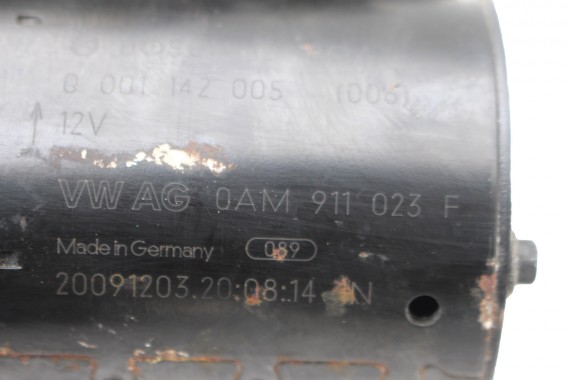 BOSCH
0 001 142 005 (005)
12V
VW AG 0AM 911 023 F
Made in Germany 089
20091203.20:08:14 N